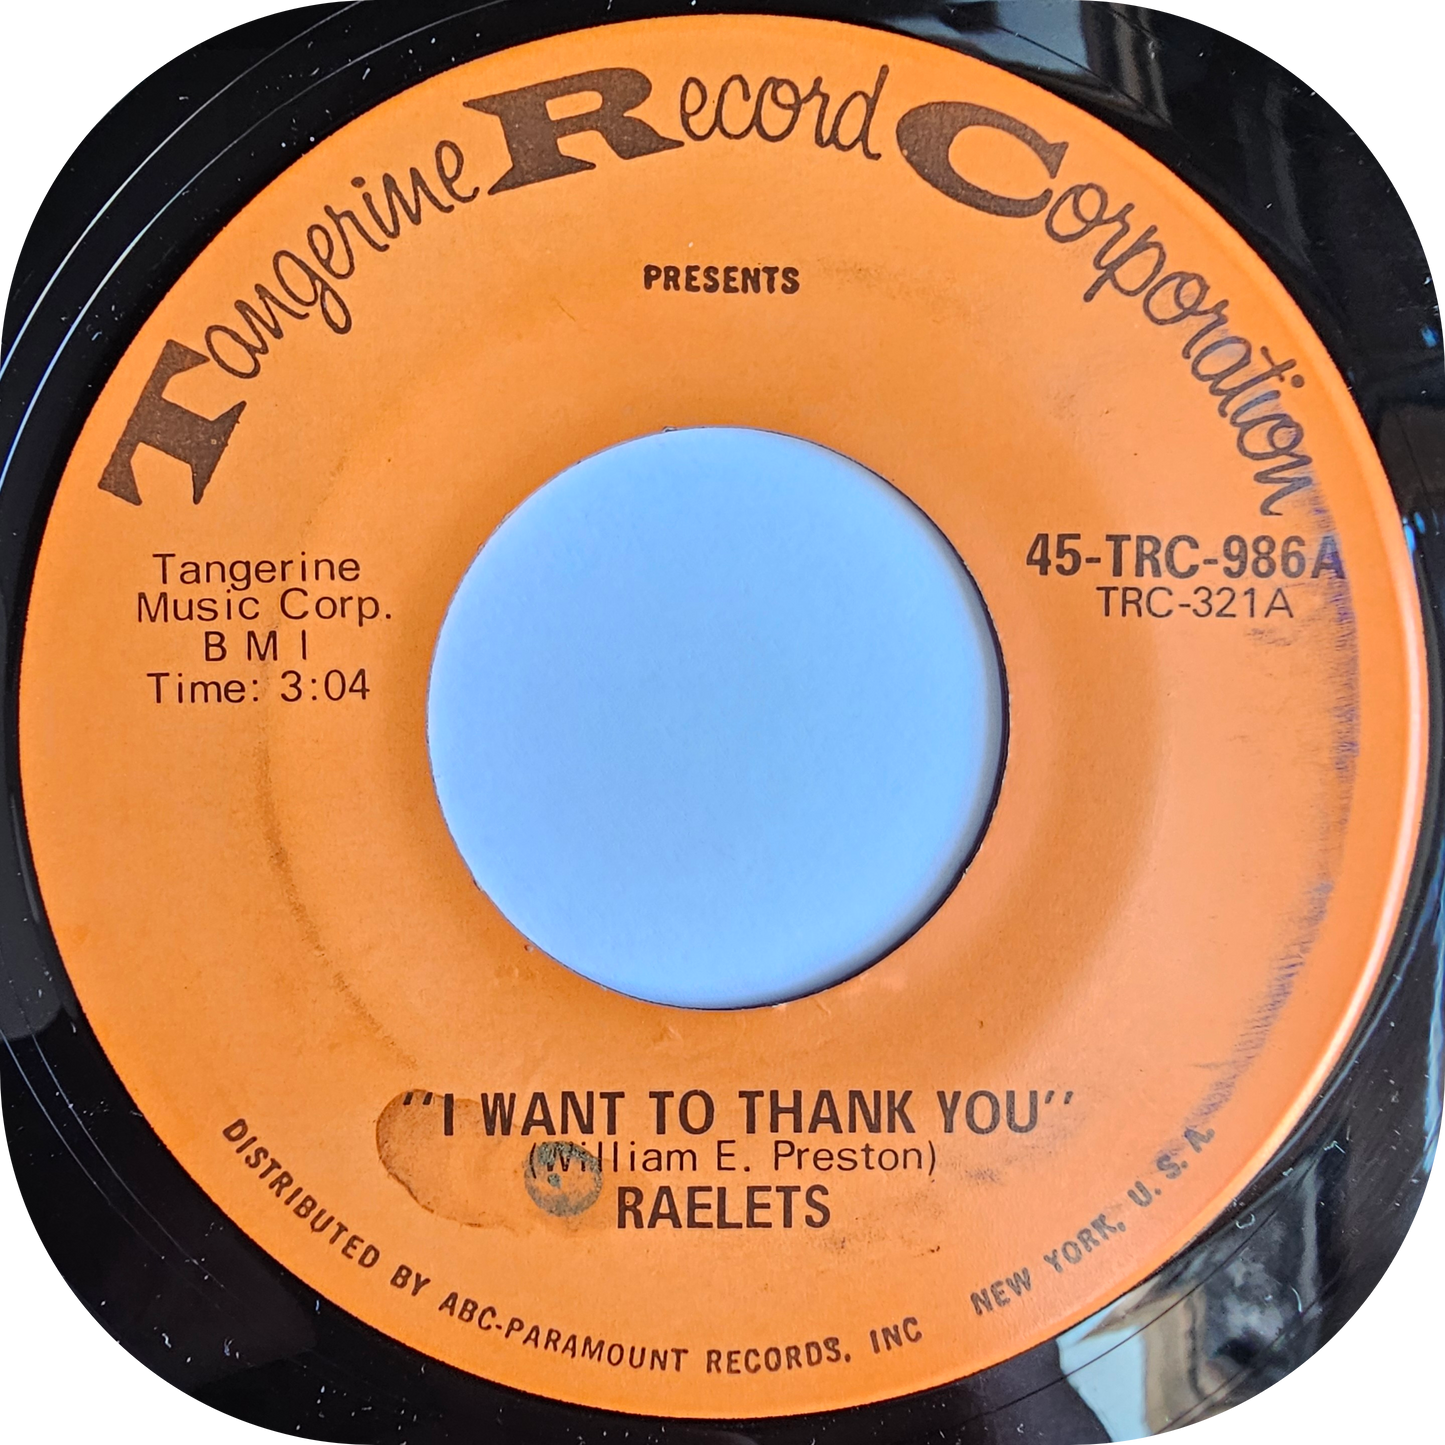 Tangerine Record Corporation
PRESENTS
Tangerine
Music Corp.
B M I
Time: 3:04
45-TRC-986A
TRC-321A
"I WANT TO THANK YOU"
(William E. Preston)
RAELETS
DISTRIBUTED BY ABC-PARAMOUNT RECORDS, INC NEW YORK, U. S. A.